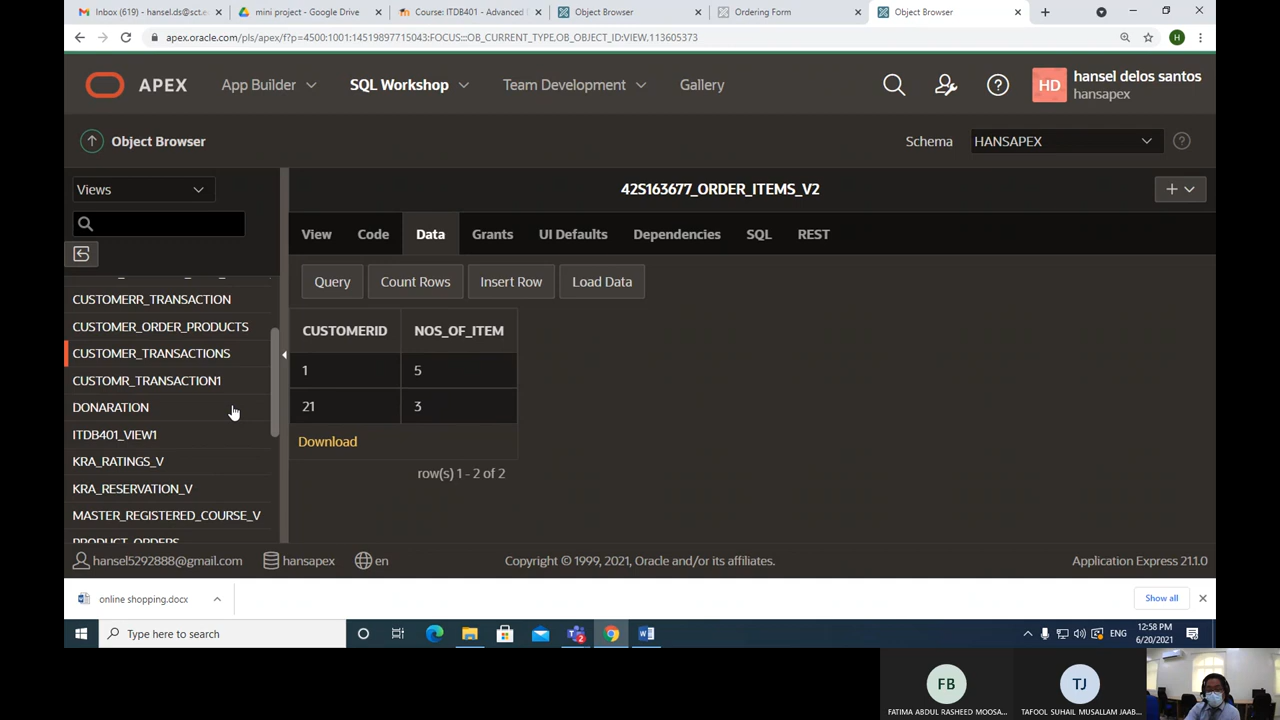 Inbox (619) - hansel.ds@sct.e
mini project - Google Drive
Course: ITDB401 - Advanced
Object Browser
Ordering Form
Object Browser
apex.oracle.com/pls/apex/f?p=4500:1001:14519897715043:FOCUS:::OB_CURRENT_TYPE,OB_OBJECT_ID:VIEW,113605373
H
APEX
App Builder
SQL Workshop
Team Development
Gallery
HD
hansel delos santos
hansapex
Object Browser
Schema
HANSAPEX
Views
42S163677_ORDER_ITEMS_V2
View
Code
Data
Grants
UI Defaults
Dependencies
SQL
REST
Query
Count Rows
Insert Row
Load Data
CUSTOMERR_TRANSACTION
CUSTOMER_ORDER_PRODUCTS
CUSTOMER_TRANSACTIONS
CUSTOMR_TRANSACTION1
DONARATION
ITDB401_VIEW1
KRA_RATINGS_V
KRA_RESERVATION_V
MASTER_REGISTERED_COURSE_V
PRODUCT_ORDERS
CUSTOMERID NOS_OF_ITEM
1 5
21 3
Download
row(s) 1 - 2 of 2
hansel5292888@gmail.com
hansapex
en
Copyright © 1999, 2021, Oracle and/or its affiliates.
Application Express 21.1.0
online shopping.docx
Show all
Type here to search
ENG
12:58 PM
6/20/2021
FB
FATIMA ABDUL RASHEED MOOSA...
TJ
TAFOOL SUHAIL MUSALLAM JAAB...